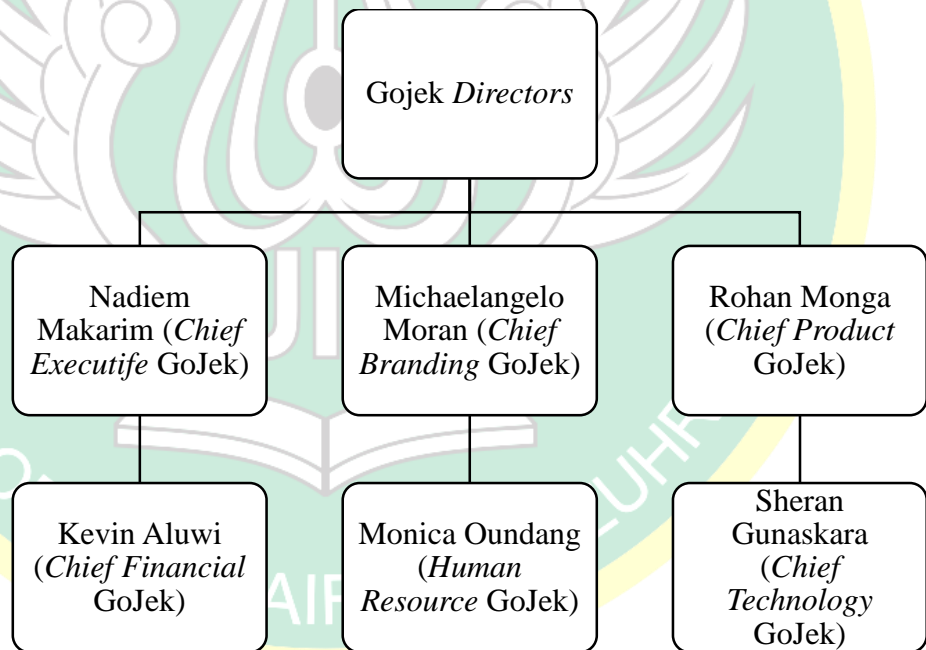 Gojek Directors
Nadiem
Makarim (Chief
Executife GoJek)
Michaelangelo
Moran (Chief
Branding GoJek)
Rohan Monga
(Chief Product
GoJek)
Kevin Aluwi
(Chief Financial
GoJek)
Monica Oundang
(Human
Resource GoJek)
Sheran
Gunaskara
(Chief
Technology
GoJek)